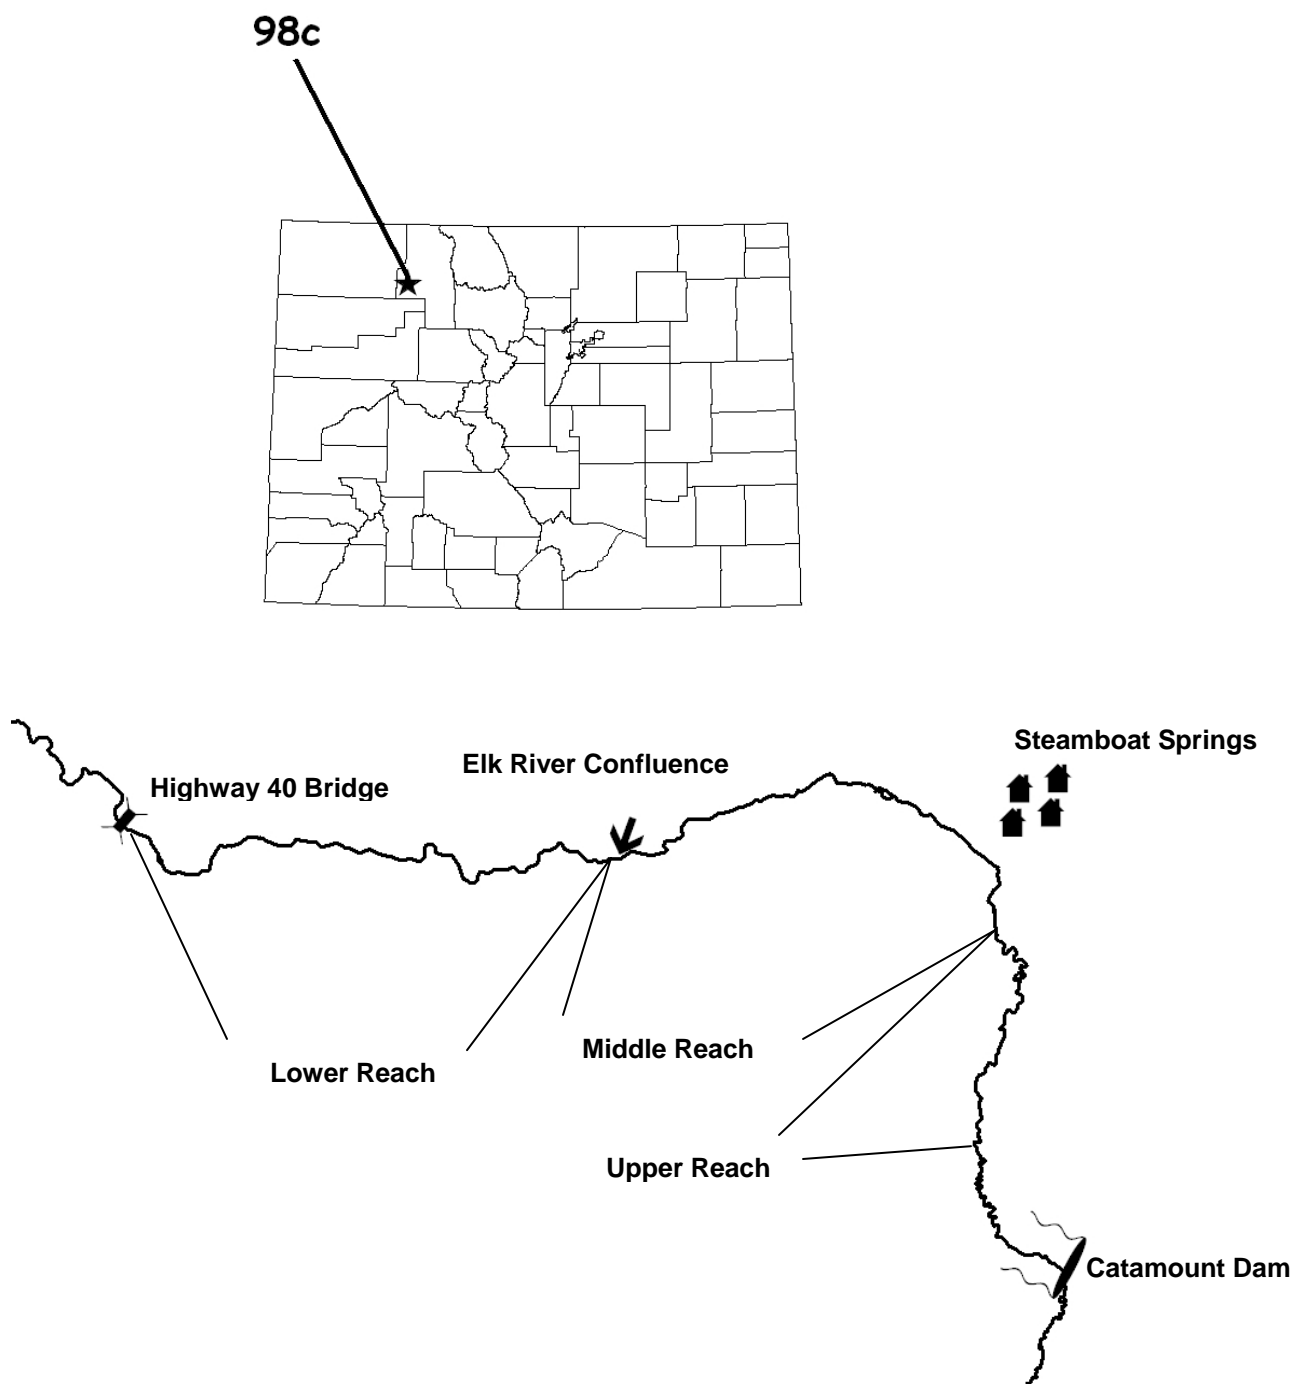 98c
Steamboat Springs
Elk River Confluence
Highway 40 Bridge
Middle Reach
Lower Reach
Upper Reach
Catamount Dam